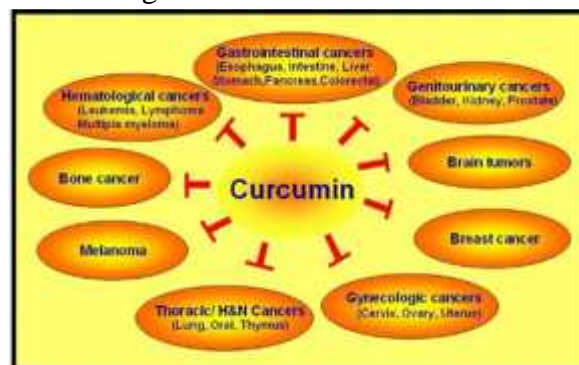 Gastrointestinal cancers
(Esophagus, Intestine, Liver
Stomach,Pancreas,Colorectal)
Genitourinary cancers
(Bladder, Kidney, Prostate)
Hematological cancers
(Leukemia, Lymphoma
Multiple myeloma)
Brain tumors
Bone cancer
Curcumin
Breast cancer
Melanoma
Gynecologic cancers
(Cervix, Ovary, Uterus)
Thoracic/ H&N Cancers
(Lung, Oral, Thymus)